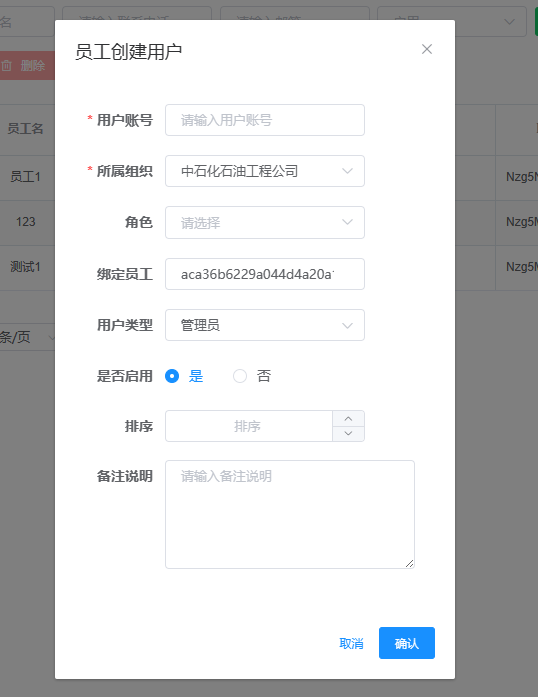 员工创建用户
* 用户账号 请输入用户账号
* 所属组织 中石化石油工程公司
角色 请选择
绑定员工 aca36b6229a044d4a20a
用户类型 管理员
是否启用 是 否
排序 排序
备注说明 请输入备注说明
取消 确认
删除
员工名
员工1 Nzg5M
123 Nzg5M
测试1 Nzg5M
条/页